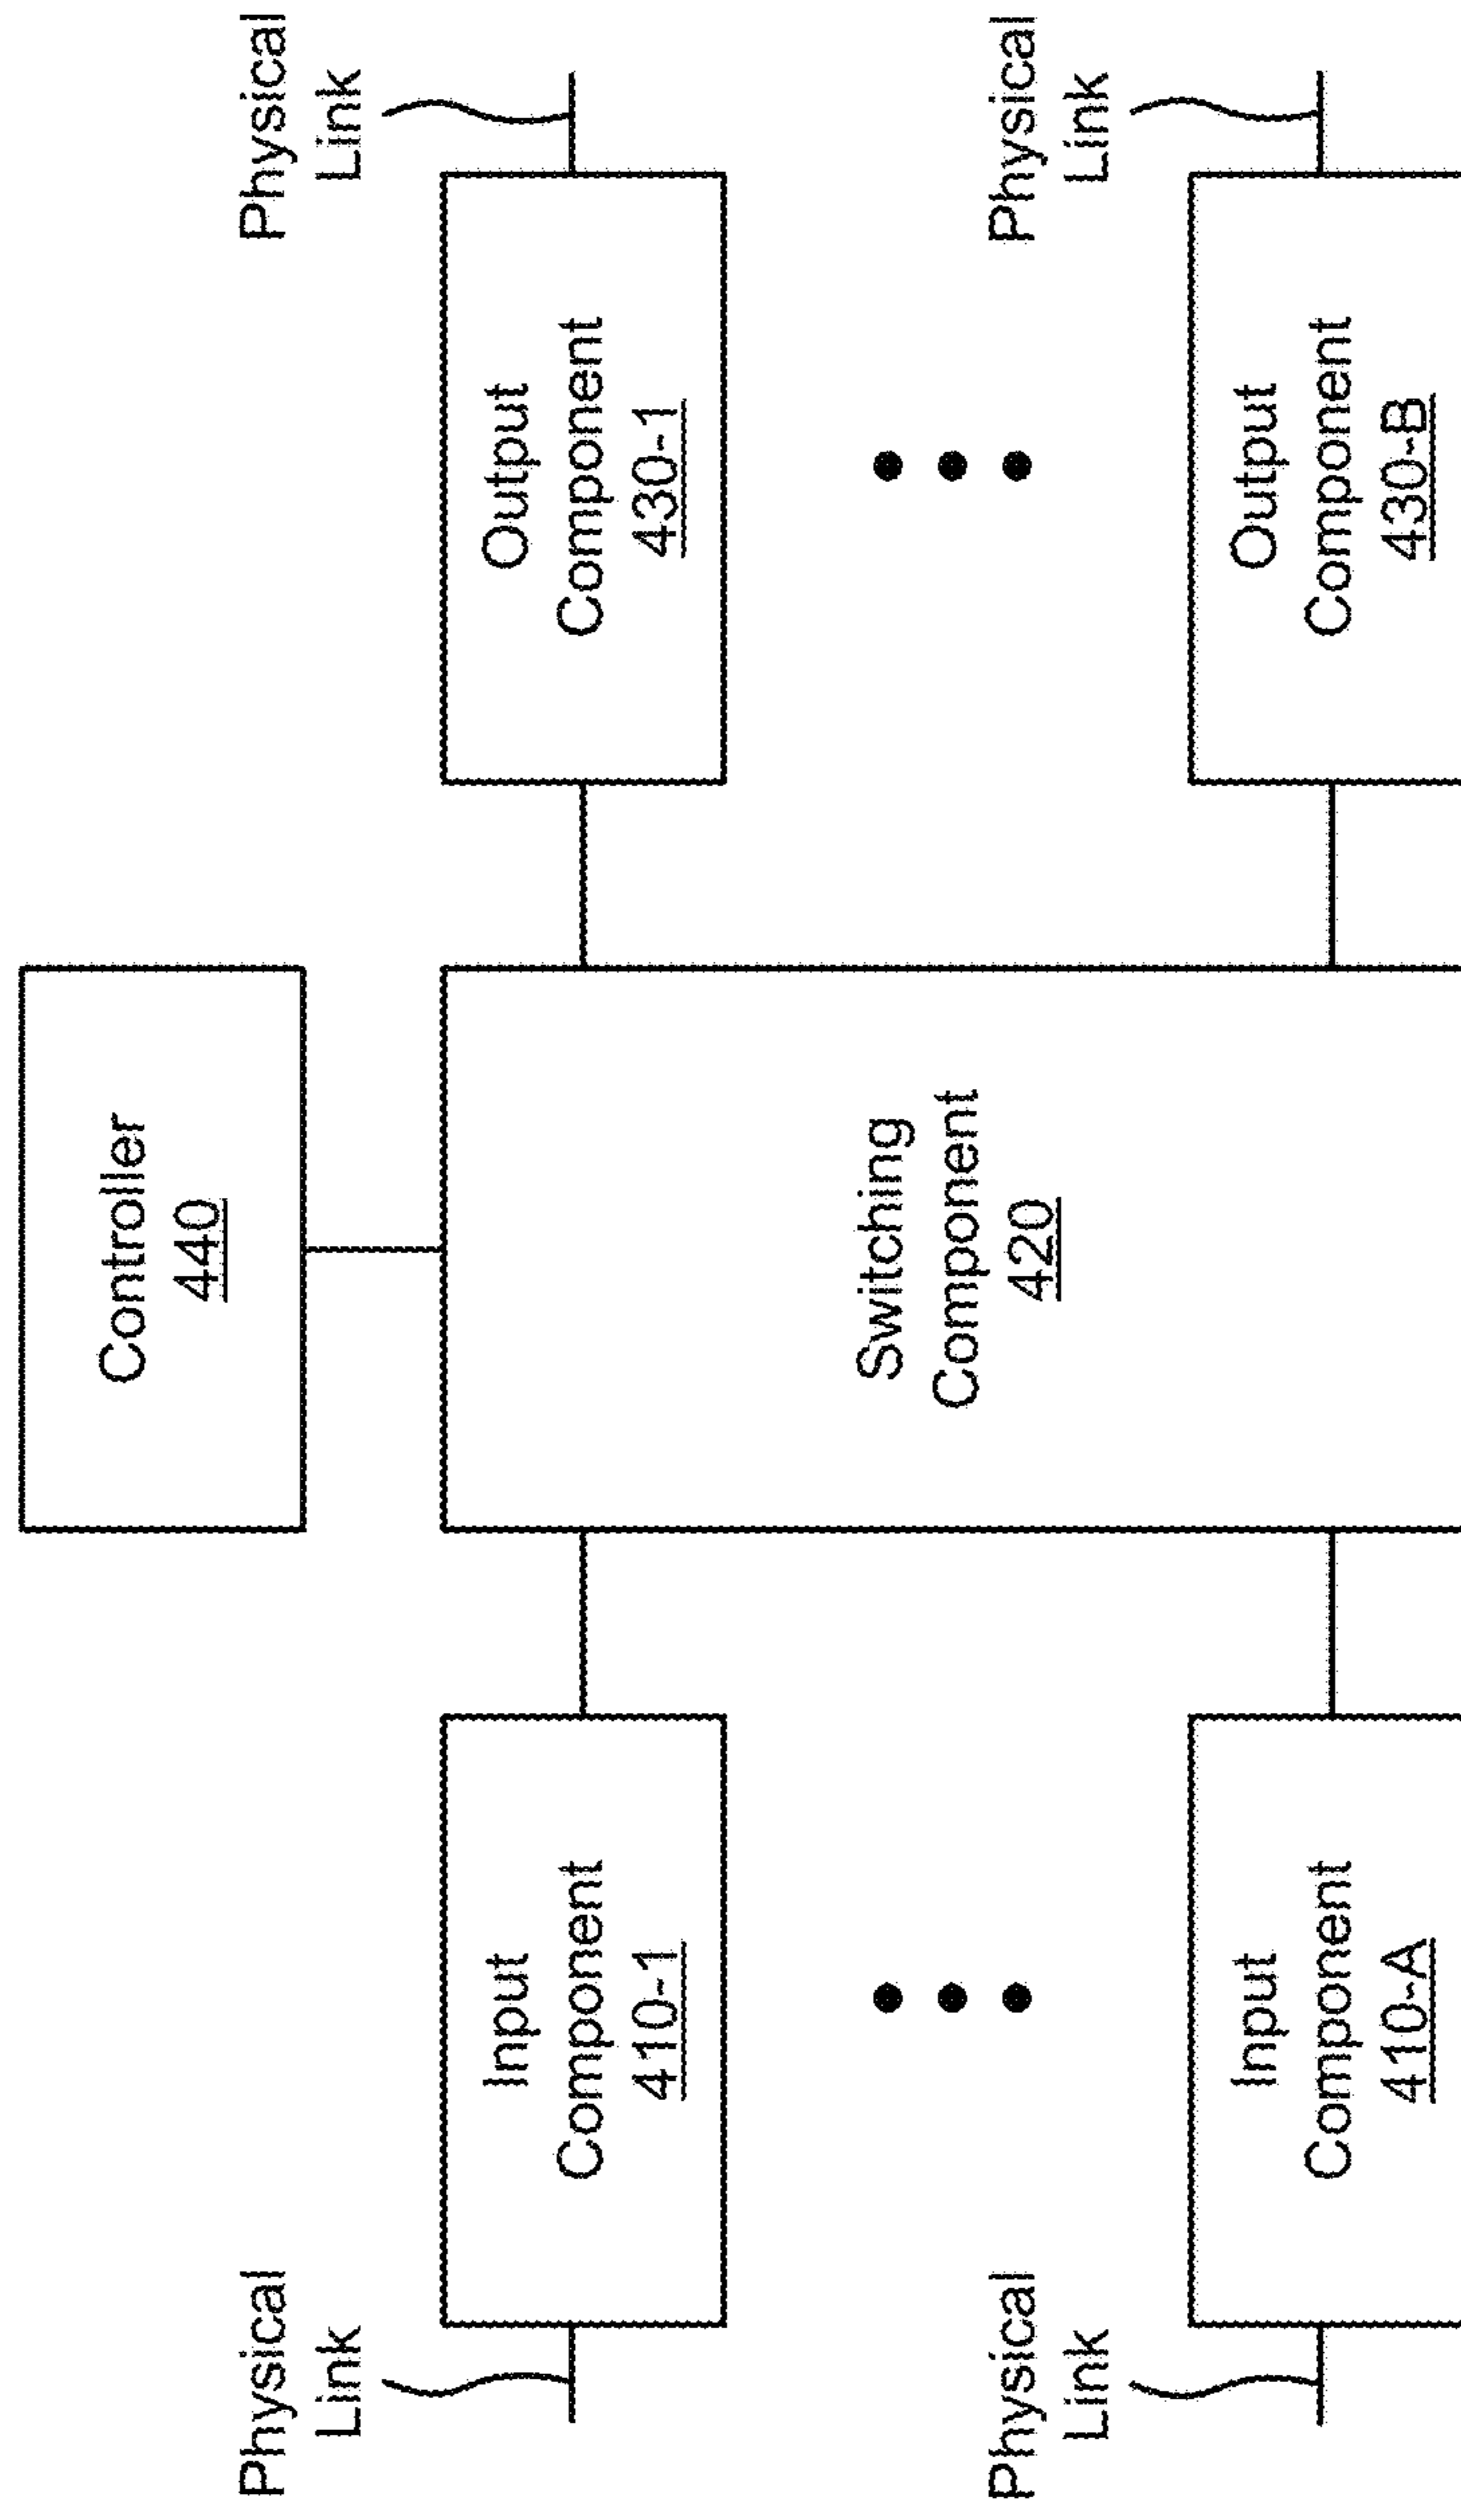 Controller
440
Physical
Link
Input
Component
410-1
Switching
Component
420
Output
Component
430-1
Physical
Link
Physical
Link
Input
Component
410-A
Output
Component
430-B
Physical
Link